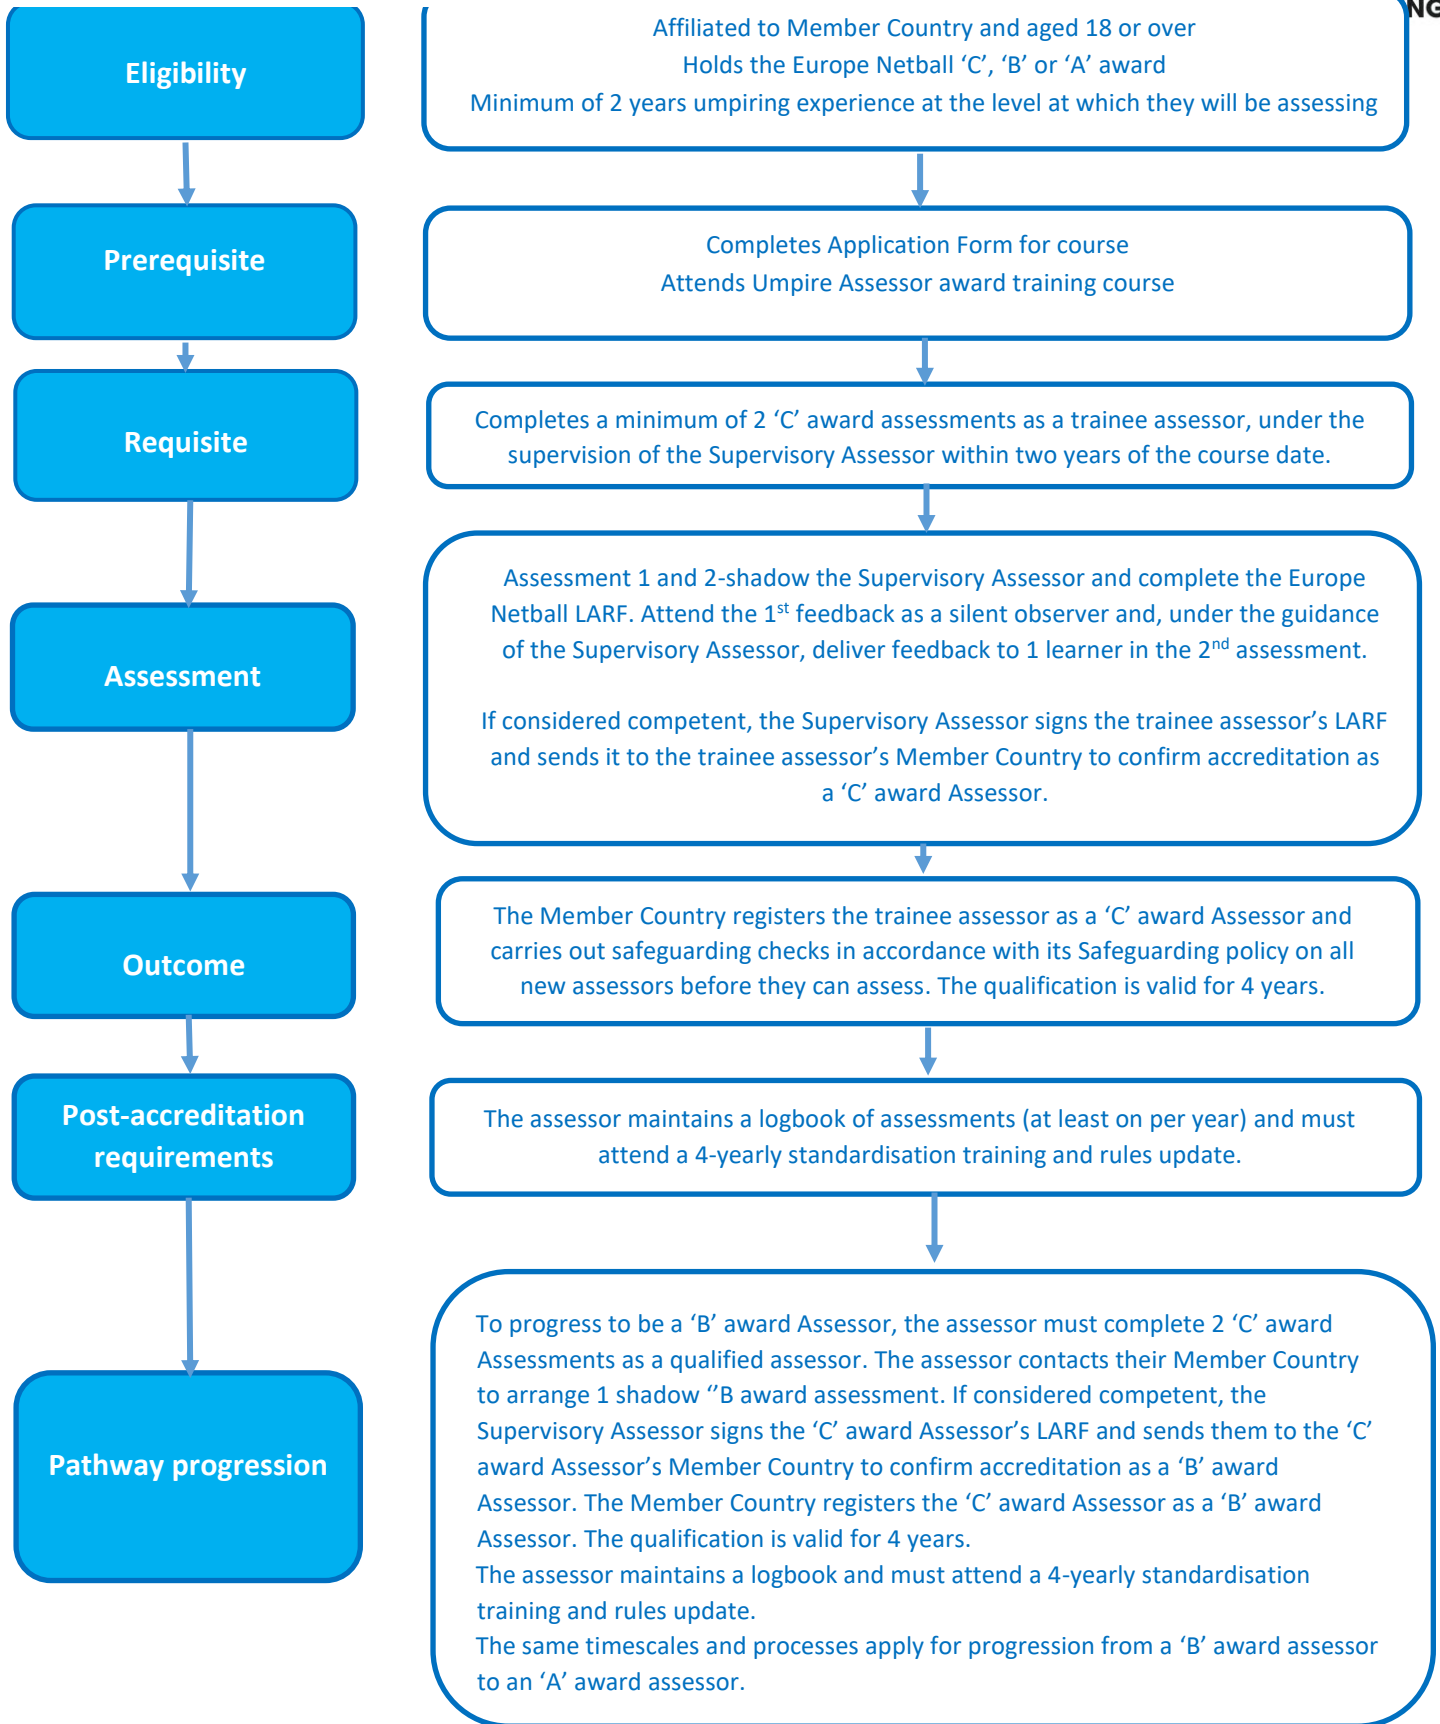 NG
Eligibility
Affiliated to Member Country and aged 18 or over
Holds the Europe Netball ‘C’, ‘B’ or ‘A’ award
Minimum of 2 years umpiring experience at the level at which they will be assessing
Prerequisite
Completes Application Form for course
Attends Umpire Assessor award training course
Requisite
Completes a minimum of 2 ‘C’ award assessments as a trainee assessor, under the
supervision of the Supervisory Assessor within two years of the course date.
Assessment
Assessment 1 and 2-shadow the Supervisory Assessor and complete the Europe
Netball LARF. Attend the 1st feedback as a silent observer and, under the guidance
of the Supervisory Assessor, deliver feedback to 1 learner in the 2nd assessment.
If considered competent, the Supervisory Assessor signs the trainee assessor’s LARF
and sends it to the trainee assessor’s Member Country to confirm accreditation as
a ‘C’ award Assessor.
Outcome
The Member Country registers the trainee assessor as a ‘C’ award Assessor and
carries out safeguarding checks in accordance with its Safeguarding policy on all
new assessors before they can assess. The qualification is valid for 4 years.
Post-accreditation
requirements
The assessor maintains a logbook of assessments (at least on per year) and must
attend a 4-yearly standardisation training and rules update.
Pathway progression
To progress to be a ‘B’ award Assessor, the assessor must complete 2 ‘C’ award
Assessments as a qualified assessor. The assessor contacts their Member Country
to arrange 1 shadow ‘’B award assessment. If considered competent, the
Supervisory Assessor signs the ‘C’ award Assessor’s LARF and sends them to the ‘C’
award Assessor’s Member Country to confirm accreditation as a ‘B’ award
Assessor. The Member Country registers the ‘C’ award Assessor as a ‘B’ award
Assessor. The qualification is valid for 4 years.
The assessor maintains a logbook and must attend a 4-yearly standardisation
training and rules update.
The same timescales and processes apply for progression from a ‘B’ award assessor
to an ‘A’ award assessor.